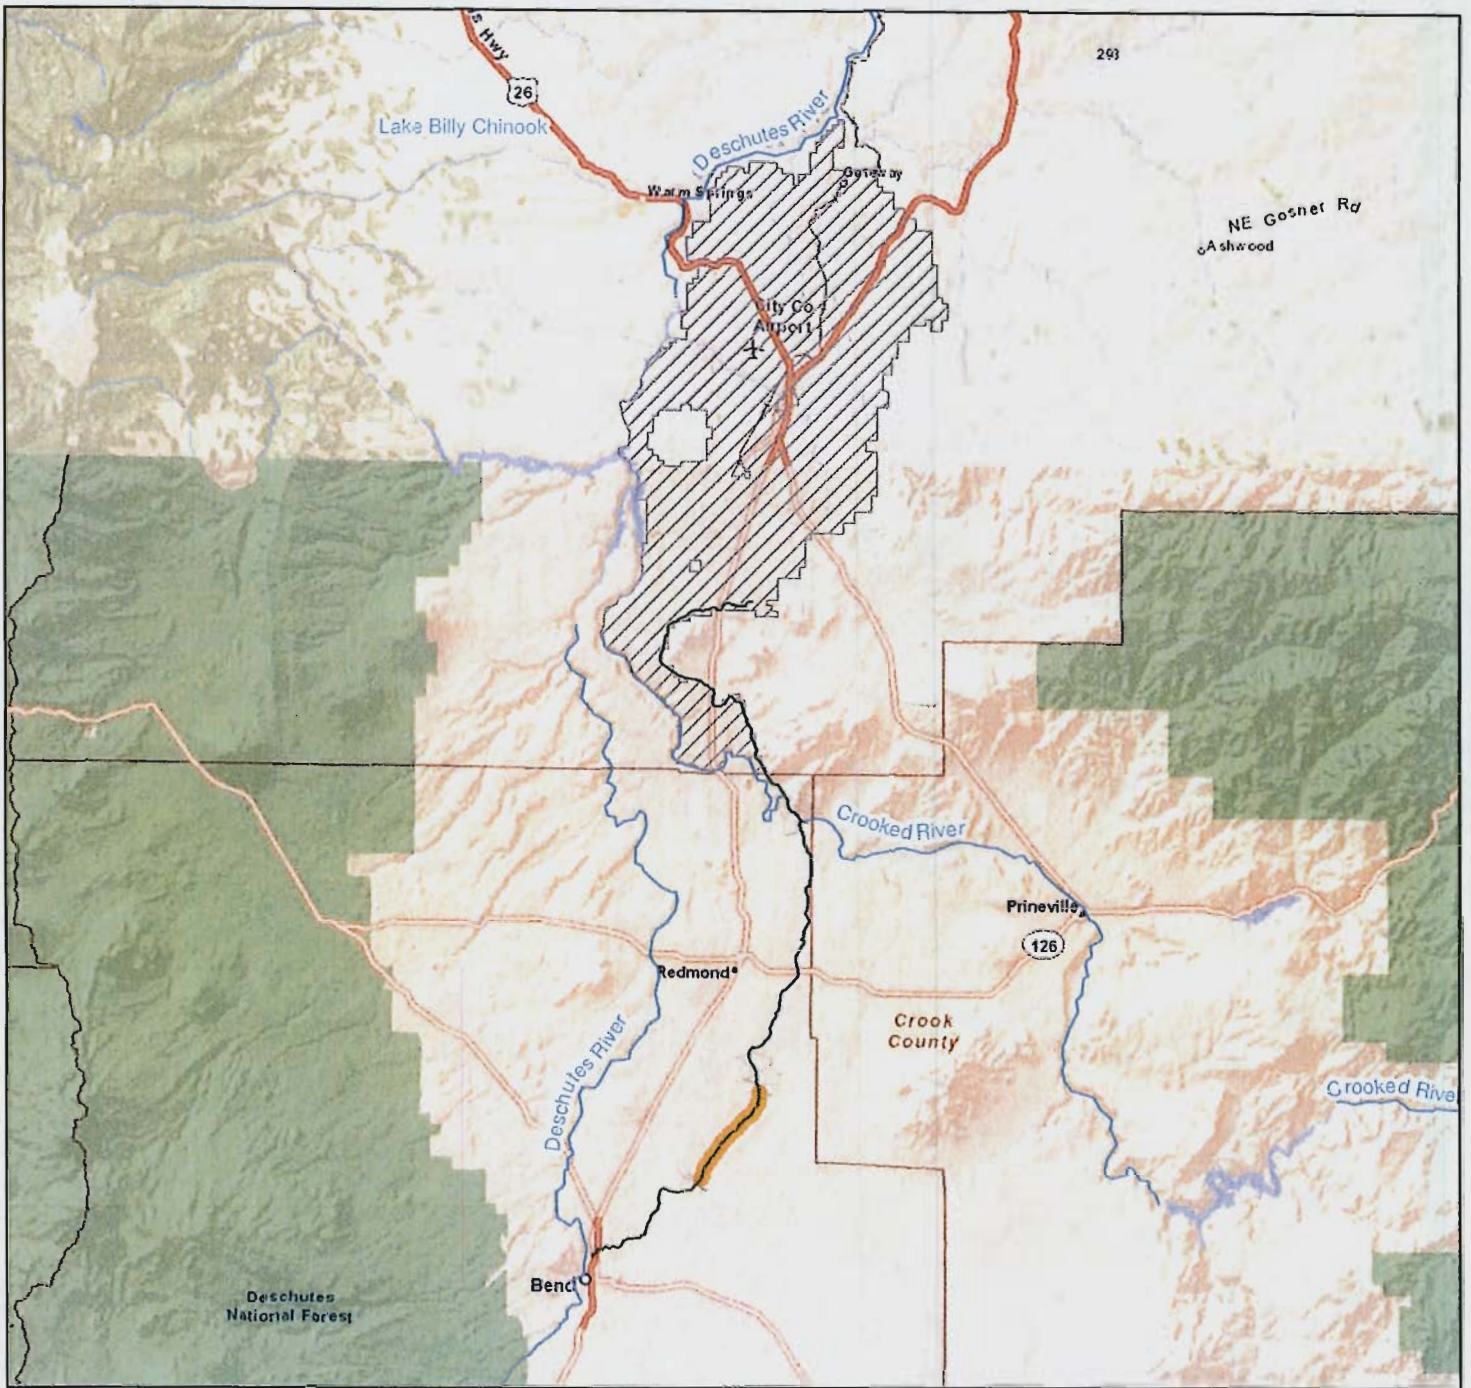 s Hwy
26
293
Lake Billy Chinook
Deschutes River
Warm Springs
Gateway
NE Gosner Rd
Ashwood
City Co
Airport
Crooked River
Prineville
126
Redmond
Crook
County
Deschutes River
Crooked Rive
Bend
Deschutes
National Forest